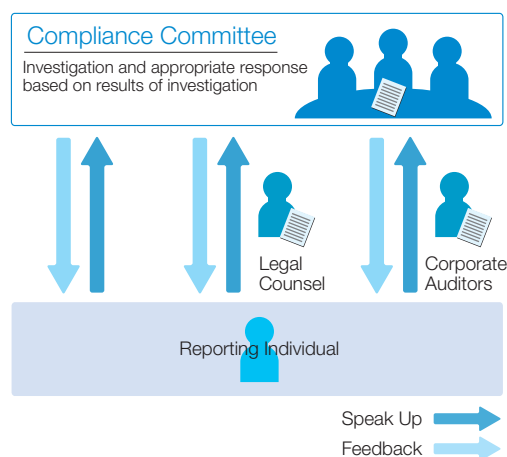 Compliance Committee
Investigation and appropriate response
based on results of investigation
Legal
Counsel
Corporate
Auditors
Reporting Individual
Speak Up
Feedback